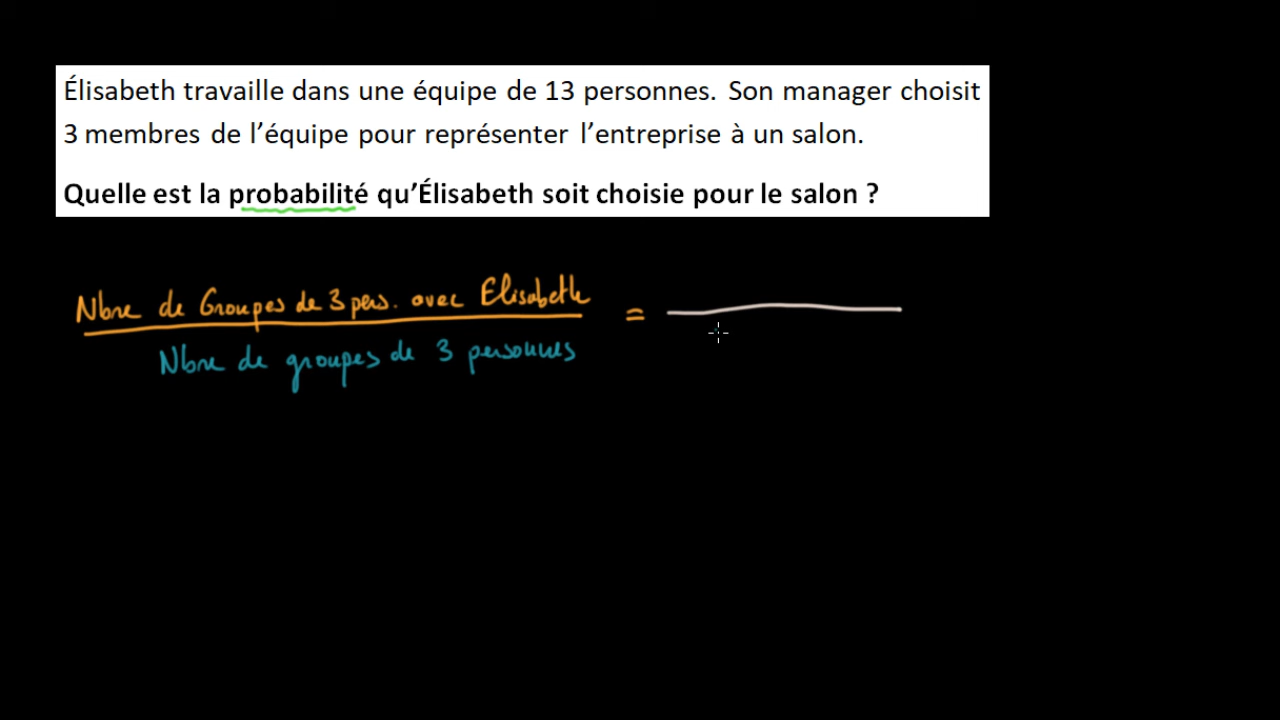 Élisabeth travaille dans une équipe de 13 personnes. Son manager choisit
3 membres de l’équipe pour représenter l’entreprise à un salon.
Quelle est la probabilité qu’Élisabeth soit choisie pour le salon ?
Nbre de Groupes de 3 pers. avec Elisabeth =
Nbre de groupes de 3 personnes